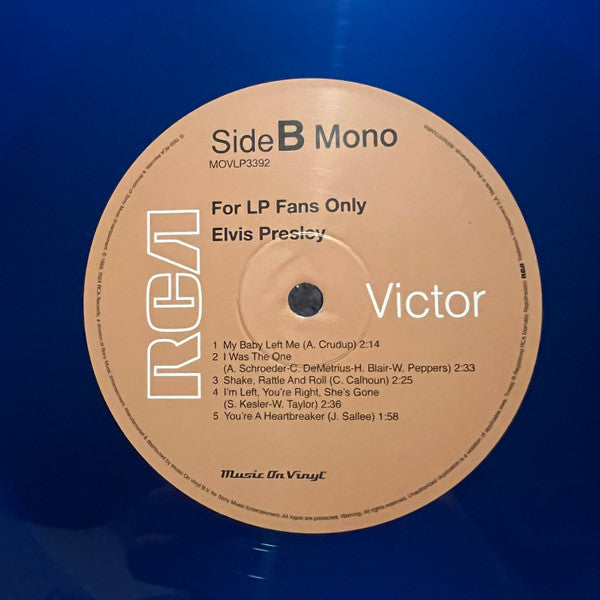 Side B Mono
MOVLP3392
For LP Fans Only
Elvis Presley
RCA
Victor
1 My Baby Left Me (A. Crudup) 2:14
2 I Was The One
(A. Schroeder-C. DeMetrius-H. Blair-W. Peppers) 2:33
3 Shake, Rattle And Roll (C. Calhoun) 2:25
4 I'm Left, You're Right, She's Gone
(S. Kesler-W. Taylor) 2:36
5 You're A Heartbreaker (J. Sallee) 1:58
Music On Vinyl